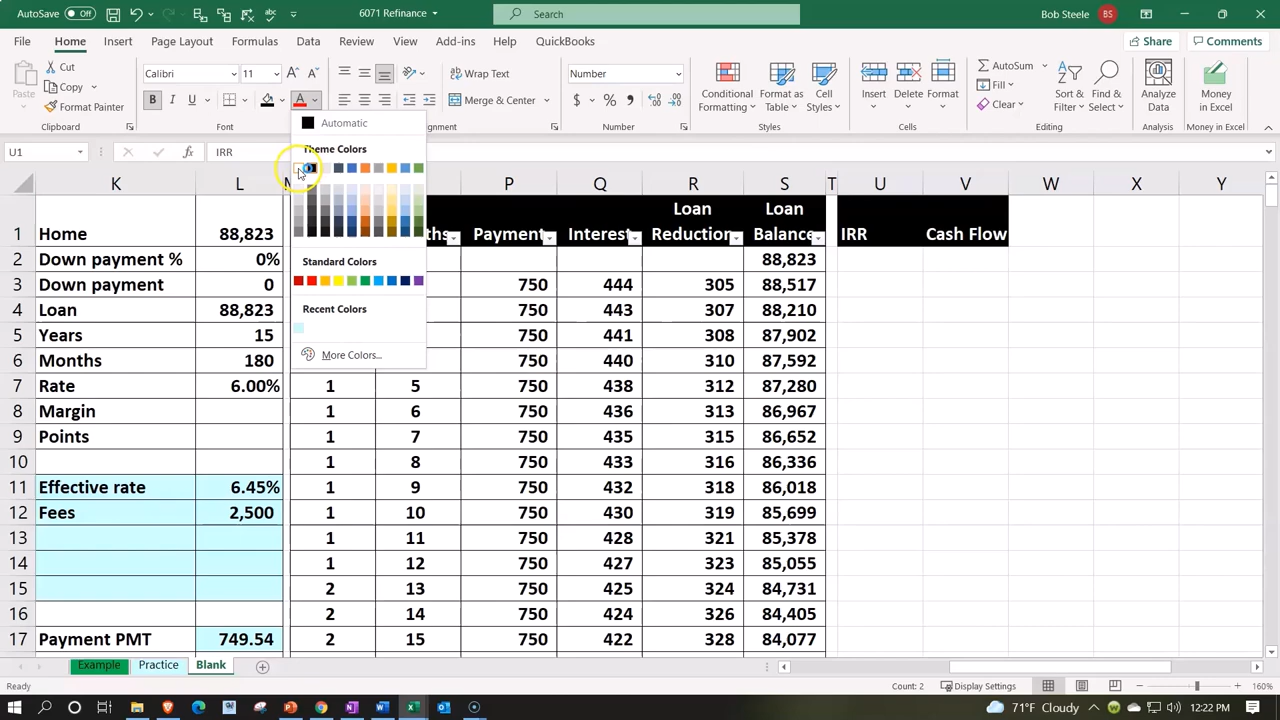 AutoSave Off 6071 Refinance Search Bob Steele BS
File Home Insert Page Layout Formulas Data Review View Add-ins Help QuickBooks Share Comments
Paste Cut Copy Format Painter Calibri 11 Wrap Text Merge & Center Number Conditional Formatting Format as Table Cell Styles Insert Delete Format AutoSum Fill Clear Sort & Filter Find & Select Analyze Data Money in Excel
Clipboard Font Number Styles Cells Editing Analysis Money in Excel
U1 fx IRR
Automatic
Theme Colors
Standard Colors
Recent Colors
More Colors...
K L P Q R S T U V W X Y
1 Home 88,823 Payment Interest Loan Reduction Loan Balance IRR Cash Flow
2 Down payment % 0% 88,823
3 Down payment 0 750 444 305 88,517
4 Loan 88,823 750 443 307 88,210
5 Years 15 750 441 308 87,902
6 Months 180 750 440 310 87,592
7 Rate 6.00% 1 5 750 438 312 87,280
8 Margin 1 6 750 436 313 86,967
9 Points 1 7 750 435 315 86,652
10 1 8 750 433 316 86,336
11 Effective rate 6.45% 1 9 750 432 318 86,018
12 Fees 2,500 1 10 750 430 319 85,699
13 1 11 750 428 321 85,378
14 1 12 750 427 323 85,055
15 2 13 750 425 324 84,731
16 2 14 750 424 326 84,405
17 Payment PMT 749.54 2 15 750 422 328 84,077
Example Practice Blank
Ready Count: 2 Display Settings 160%
71°F Cloudy 12:22 PM